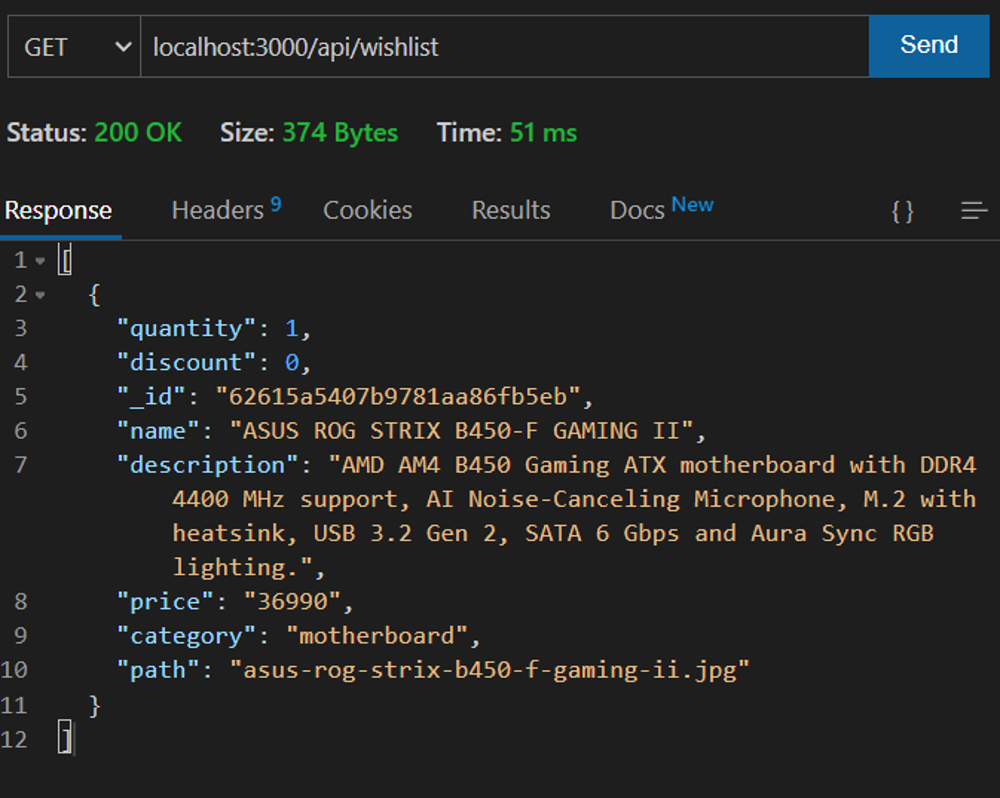 GET localhost:3000/api/wishlist Send
Status: 200 OK Size: 374 Bytes Time: 51 ms
Response Headers 9 Cookies Results Docs New {}
1 [
2 {
3 "quantity": 1,
4 "discount": 0,
5 "_id": "62615a5407b9781aa86fb5eb",
6 "name": "ASUS ROG STRIX B450-F GAMING II",
7 "description": "AMD AM4 B450 Gaming ATX motherboard with DDR4
4400 MHz support, AI Noise-Canceling Microphone, M.2 with
heatsink, USB 3.2 Gen 2, SATA 6 Gbps and Aura Sync RGB
lighting.",
8 "price": "36990",
9 "category": "motherboard",
10 "path": "asus-rog-strix-b450-f-gaming-ii.jpg"
11 }
12 ]